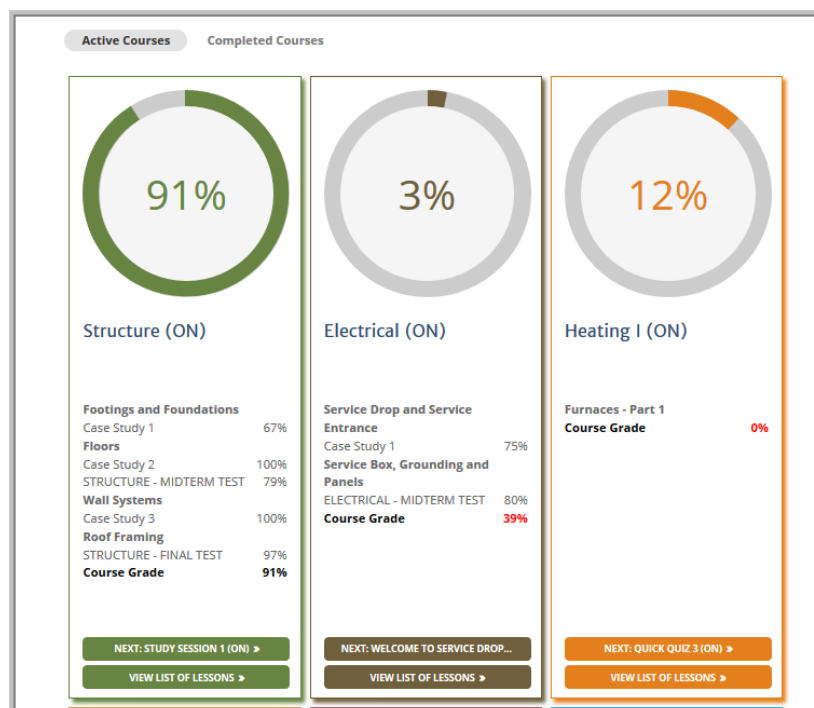 Active Courses Completed Courses
91%
Structure (ON)
Footings and Foundations
Case Study 1 67%
Floors
Case Study 2 100%
STRUCTURE - MIDTERM TEST 79%
Wall Systems
Case Study 3 100%
Roof Framing
STRUCTURE - FINAL TEST 97%
Course Grade 91%
NEXT: STUDY SESSION 1 (ON) »
VIEW LIST OF LESSONS »
3%
Electrical (ON)
Service Drop and Service
Entrance
Case Study 1 75%
Service Box, Grounding and
Panels
ELECTRICAL - MIDTERM TEST 80%
Course Grade 39%
NEXT: WELCOME TO SERVICE DROP...
VIEW LIST OF LESSONS »
12%
Heating I (ON)
Furnaces - Part 1
Course Grade 0%
NEXT: QUICK QUIZ 3 (ON) »
VIEW LIST OF LESSONS »